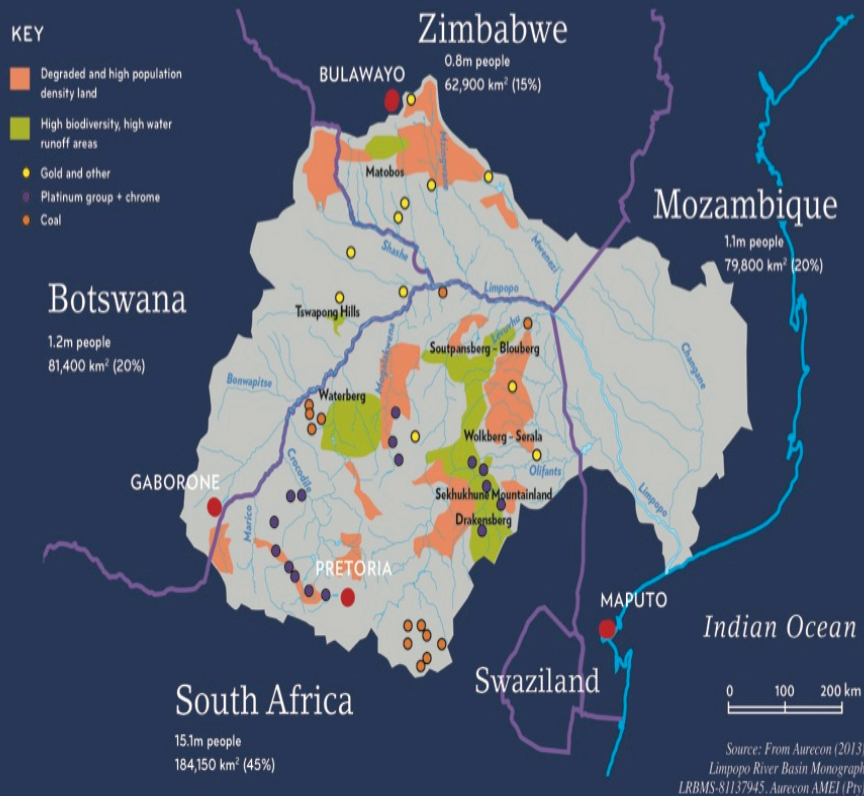 KEY
Degraded and high population
density land
High biodiversity, high water
runoff areas
Gold and other
Platinum group + chrome
Coal
Zimbabwe
0.8m people
62,900 km² (15%)
BULAWAYO
Matobos
Mzingwane
Mwenezi
Shashe
Limpopo
Mozambique
1.1m people
79,800 km² (20%)
Botswana
1.2m people
81,400 km² (20%)
Tswapong Hills
Levuvhu
Soutpansberg - Blouberg
Changane
Bonwapitse
Mogalakwena
Waterberg
Wolkberg - Serala
Crocodile
Olifants
GABORONE
Sekhukhune Mountainland
Limpopo
Marico
Drakensberg
PRETORIA
MAPUTO
Indian Ocean
Swaziland
South Africa
15.1m people
184,150 km² (45%)
0 100 200 km
Source: From Aurecon (2013)
Limpopo River Basin Monograph
LRBMS-81137945. Aurecon AMEI (Pty)